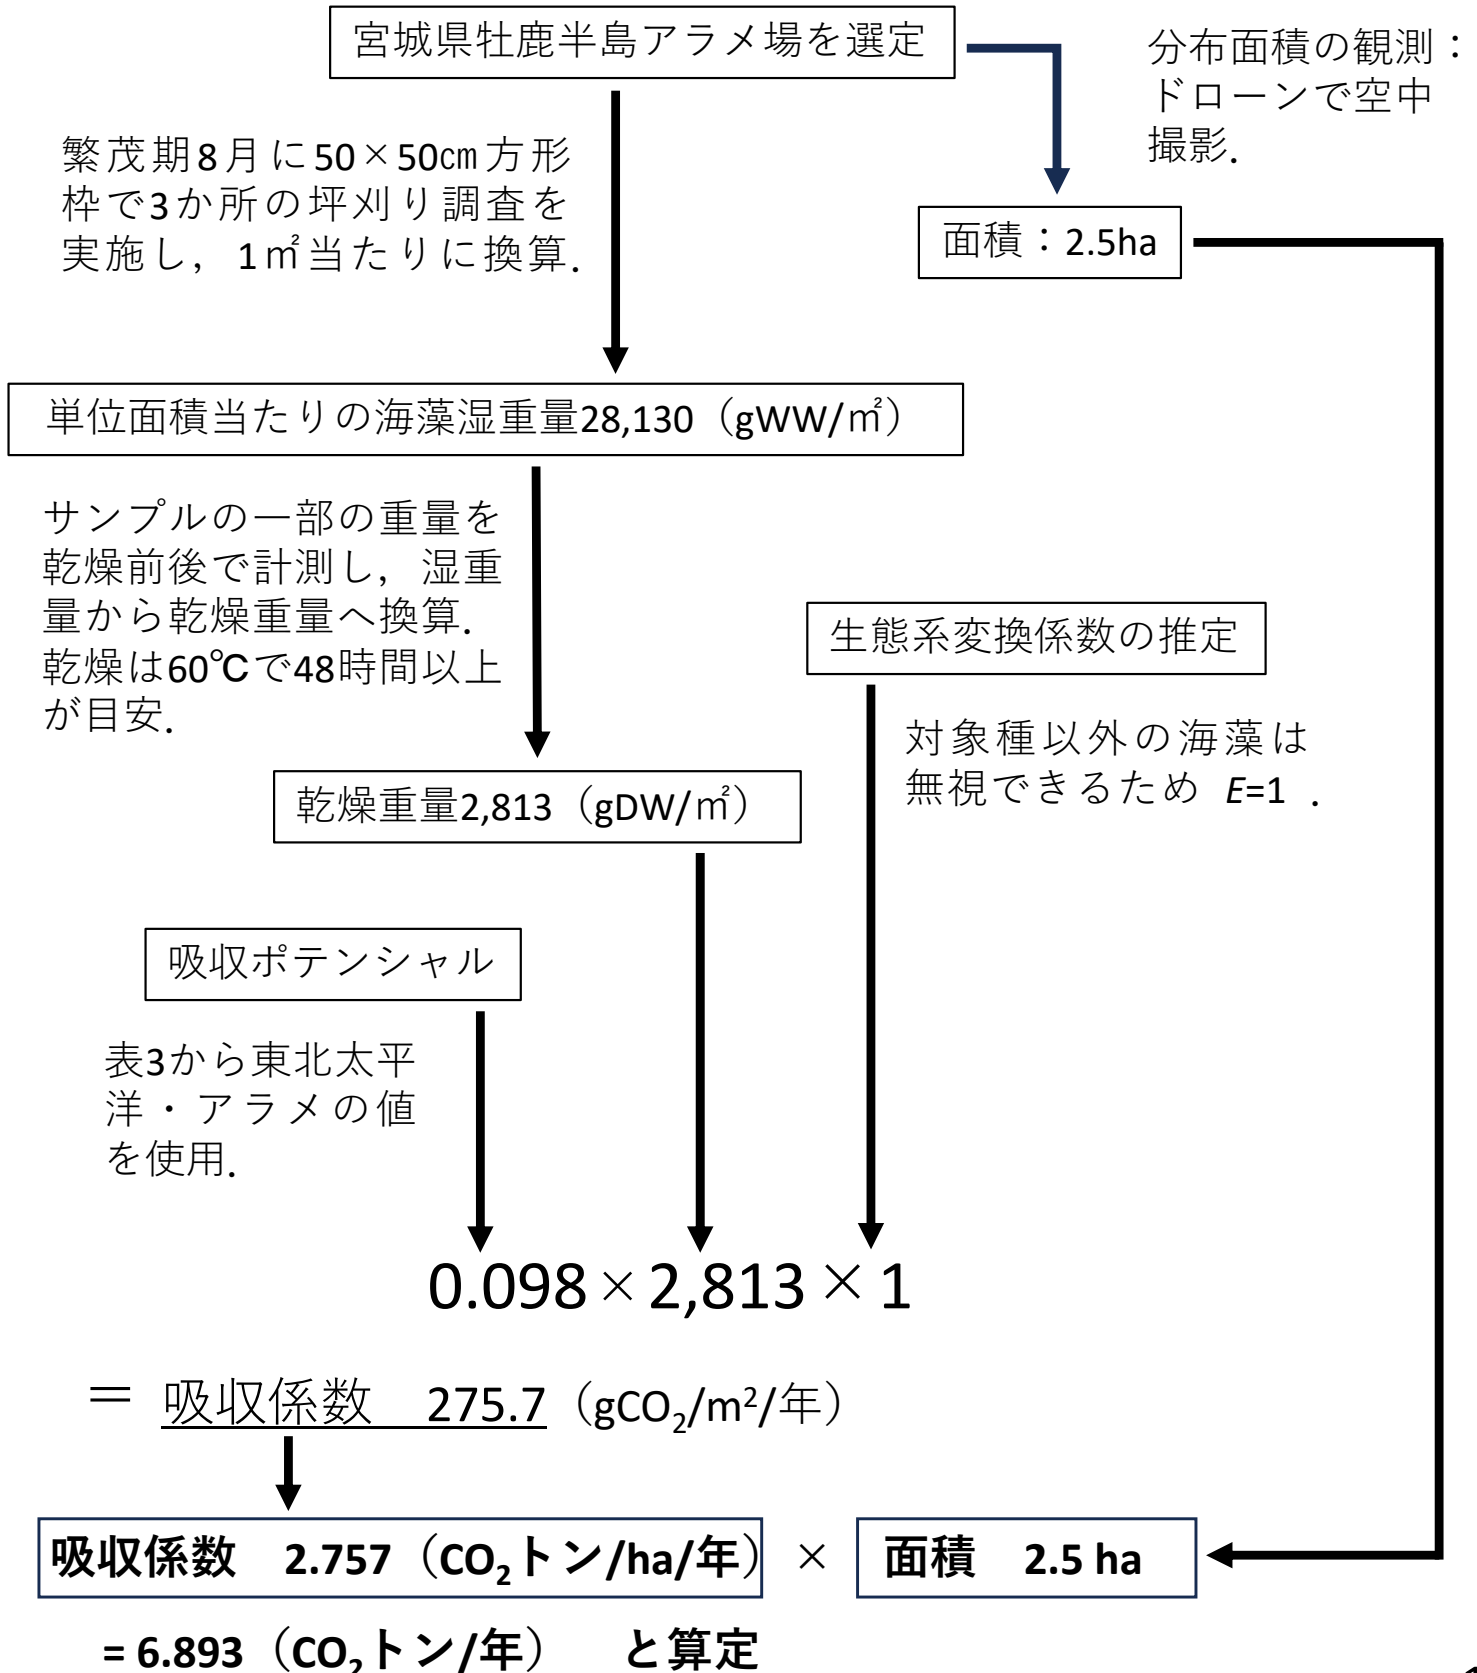 宮城県牡鹿半島アラメ場を選定
分布面積の観測：
ドローンで空中
撮影.
繁茂期8月に50×50㎝方形
枠で3か所の坪刈り調査を
実施し，1㎡当たりに換算.
面積：2.5ha
単位面積当たりの海藻湿重量28,130（gWW/㎡）
サンプルの一部の重量を
乾燥前後で計測し，湿重
量から乾燥重量へ換算.
乾燥は60℃で48時間以上
が目安.
生態系変換係数の推定
対象種以外の海藻は
無視できるため E=1 .
乾燥重量2,813（gDW/㎡）
吸収ポテンシャル
表3から東北太平
洋・アラメの値
を使用.
0.098×2,813×1
＝ 吸収係数　275.7（gCO₂/m²/年）
吸収係数　2.757（CO₂トン/ha/年） × 面積　2.5 ha
= 6.893（CO₂トン/年）　と算定